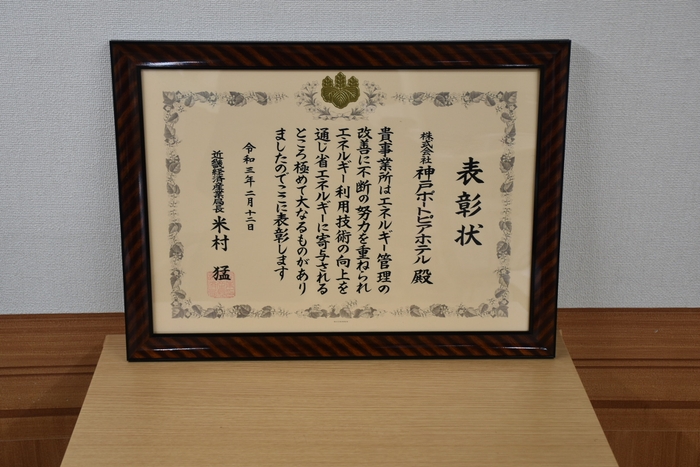 表彰状
株式会社 神戸ポートピアホテル 殿
貴事業所はエネルギー管理の
改善に不断の努力を重ねられ
エネルギー利用技術の向上を
通じ省エネルギーに寄与される
ところ極めて大なるものがあり
ましたのでここに表彰します
令和三年二月十二日
近畿経済産業局長 米村 猛